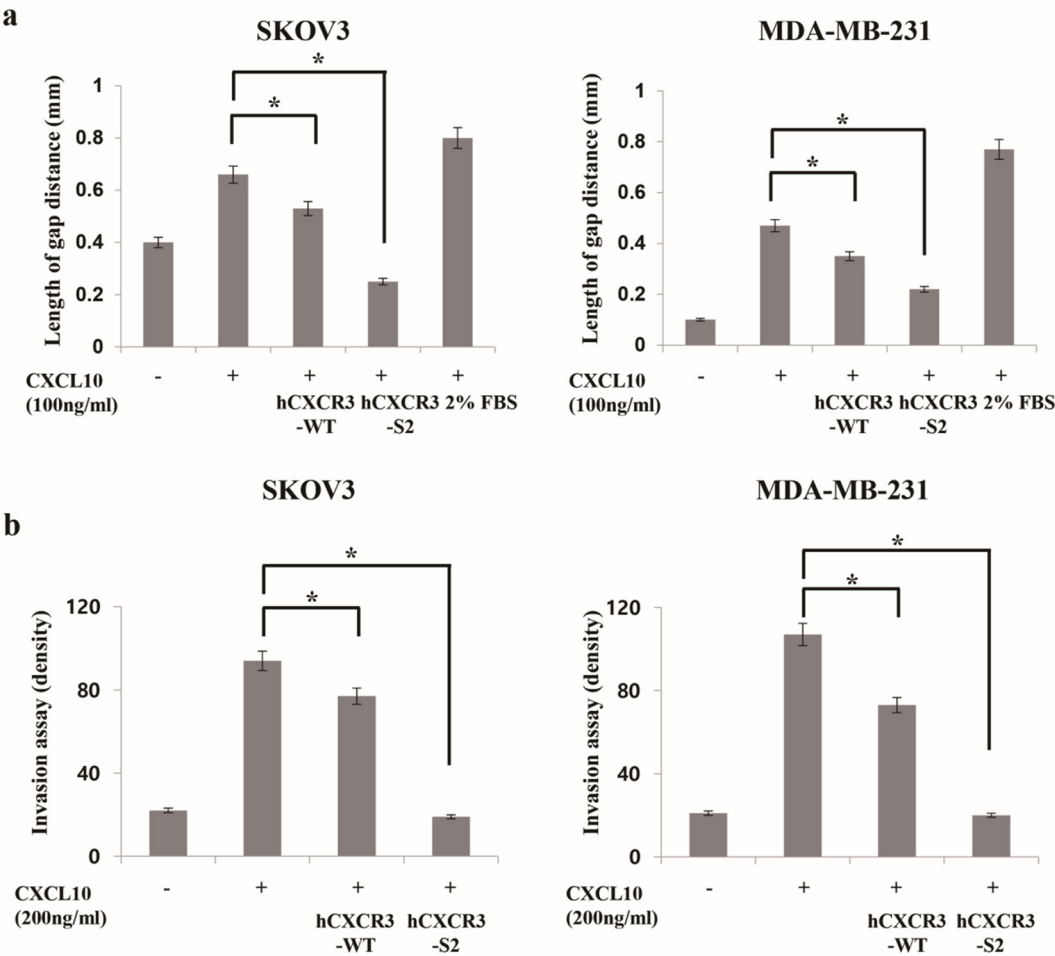 a
SKOV3
MDA-MB-231
Length of gap distance (mm)
1
0.8
0.6
0.4
0.2
0
*
*
CXCL10
(100ng/ml)
- + + + +
hCXCR3 hCXCR3 2% FBS
-WT -S2
Length of gap distance (mm)
1
0.8
0.6
0.4
0.2
0
*
*
CXCL10
(100ng/ml)
- + + + +
hCXCR3 hCXCR3 2% FBS
-WT -S2
b
SKOV3
MDA-MB-231
Invasion assay (density)
120
80
40
0
*
*
CXCL10
(200ng/ml)
- + + +
hCXCR3 hCXCR3
-WT -S2
Invasion assay (density)
120
80
40
0
*
*
CXCL10
(200ng/ml)
- + + +
hCXCR3 hCXCR3
-WT -S2